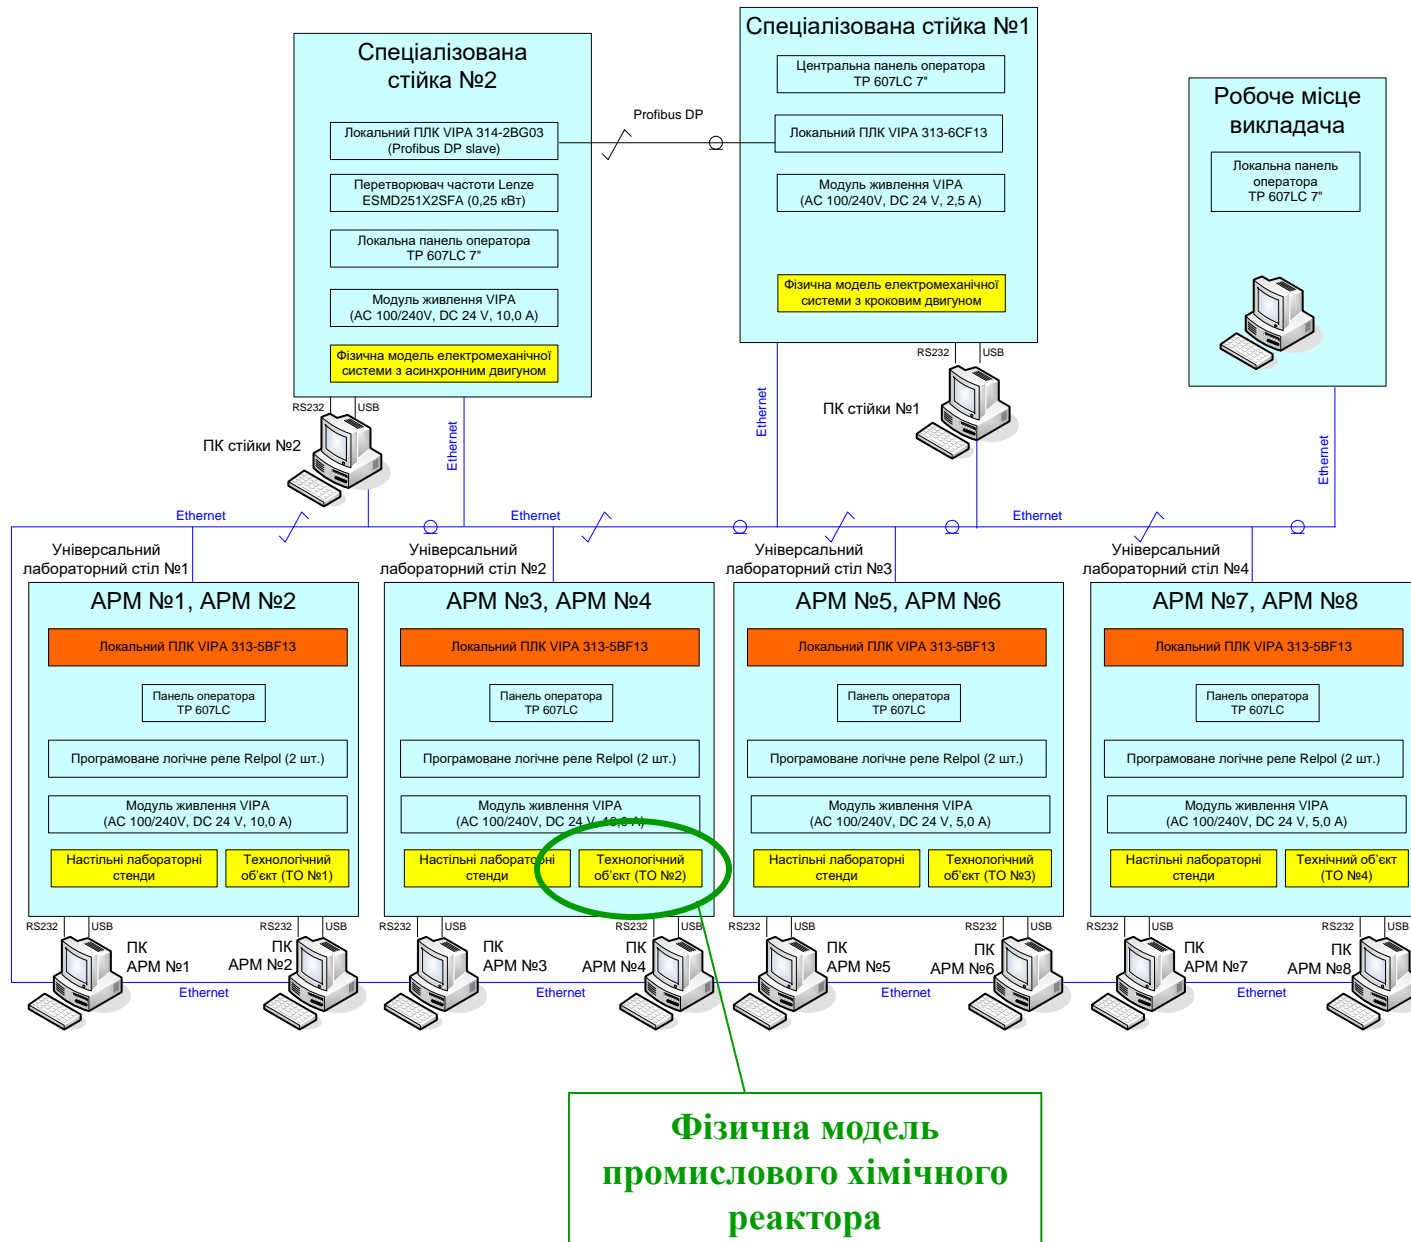 Спеціалізована
стійка №2
Локальний ПЛК VIPA 314-2BG03
(Profibus DP slave)
Перетворювач частоти Lenze
ESMD251X2SFA (0,25 кВт)
Локальна панель оператора
TP 607LC 7"
Модуль живлення VIPA
(AC 100/240V, DC 24 V, 10,0 A)
Фізична модель електромеханічної
системи з асинхронним двигуном
RS232
USB
ПК стійки №2
Ethernet
Profibus DP
Спеціалізована стійка №1
Центральна панель оператора
TP 607LC 7"
Локальний ПЛК VIPA 313-6CF13
Модуль живлення VIPA
(AC 100/240V, DC 24 V, 2,5 A)
Фізична модель електромеханічної
системи з кроковим двигуном
RS232
USB
ПК стійки №1
Ethernet
Робоче місце
викладача
Локальна панель
оператора
TP 607LC 7"
Ethernet
Ethernet
Ethernet
Ethernet
Універсальний
лабораторний стіл №1
АРМ №1, АРМ №2
Локальний ПЛК VIPA 313-5BF13
Панель оператора
TP 607LC
Програмоване логічне реле Relpol (2 шт.)
Модуль живлення VIPA
(AC 100/240V, DC 24 V, 10,0 A)
Настільні лабораторні
стенди
Технологічний
об’єкт (ТО №1)
RS232
USB
ПК
АРМ №1
RS232
USB
ПК
АРМ №2
Ethernet
Універсальний
лабораторний стіл №2
АРМ №3, АРМ №4
Локальний ПЛК VIPA 313-5BF13
Панель оператора
TP 607LC
Програмоване логічне реле Relpol (2 шт.)
Модуль живлення VIPA
(AC 100/240V, DC 24 V, 10,0 A)
Настільні лабораторні
стенди
Технологічний
об’єкт (ТО №2)
RS232
USB
ПК
АРМ №3
RS232
USB
ПК
АРМ №4
Ethernet
Універсальний
лабораторний стіл №3
АРМ №5, АРМ №6
Локальний ПЛК VIPA 313-5BF13
Панель оператора
TP 607LC
Програмоване логічне реле Relpol (2 шт.)
Модуль живлення VIPA
(AC 100/240V, DC 24 V, 5,0 A)
Настільні лабораторні
стенди
Технологічний
об’єкт (ТО №3)
RS232
USB
ПК
АРМ №5
RS232
USB
ПК
АРМ №6
Ethernet
Універсальний
лабораторний стіл №4
АРМ №7, АРМ №8
Локальний ПЛК VIPA 313-5BF13
Панель оператора
TP 607LC
Програмоване логічне реле Relpol (2 шт.)
Модуль живлення VIPA
(AC 100/240V, DC 24 V, 5,0 A)
Настільні лабораторні
стенди
Технічний об’єкт
(ТО №4)
RS232
USB
ПК
АРМ №7
RS232
USB
ПК
АРМ №8
Ethernet
Фізична модель
промислового хімічного
реактора